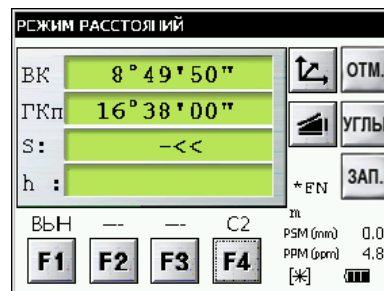 РЕЖИМ РАССТОЯНИЙ
ВК 8°49'50"
ГКп 16°38'00"
S: -<<
h :
ОТМ.
УГЛЫ
ЗАП.
*FN
m
PSM (mm) 0.0
PPM (ppm) 4.8
[*]
ВЬН --- --- С2
F1 F2 F3 F4